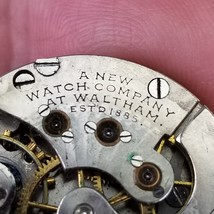 A NEW
WATCH COMPANY
AT WALTHAM.
ESTD 1885.